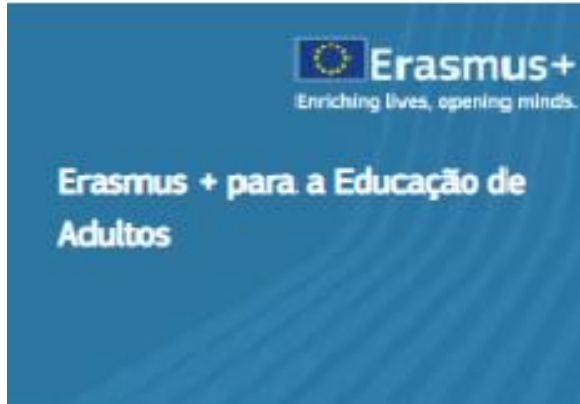 Erasmus+
Enriching lives, opening minds.
Erasmus + para a Educação de
Adultos